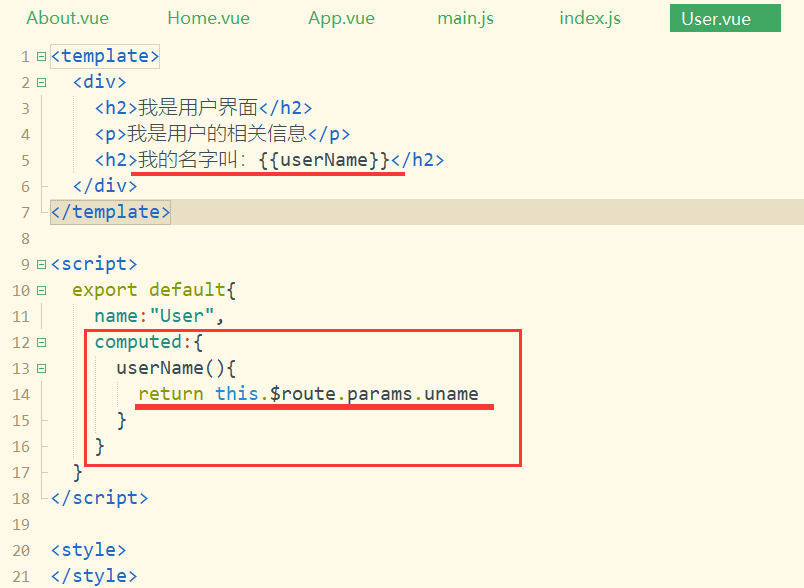 About.vue Home.vue App.vue main.js index.js User.vue
1 <template>
2 <div>
3 <h2>我是用户界面</h2>
4 <p>我是用户的相关信息</p>
5 <h2>我的名字叫：{{userName}}</h2>
6 </div>
7 </template>
8
9 <script>
10 export default{
11 name:"User",
12 computed:{
13 userName(){
14 return this.$route.params.uname
15 }
16 }
17 }
18 </script>
19
20 <style>
21 </style>